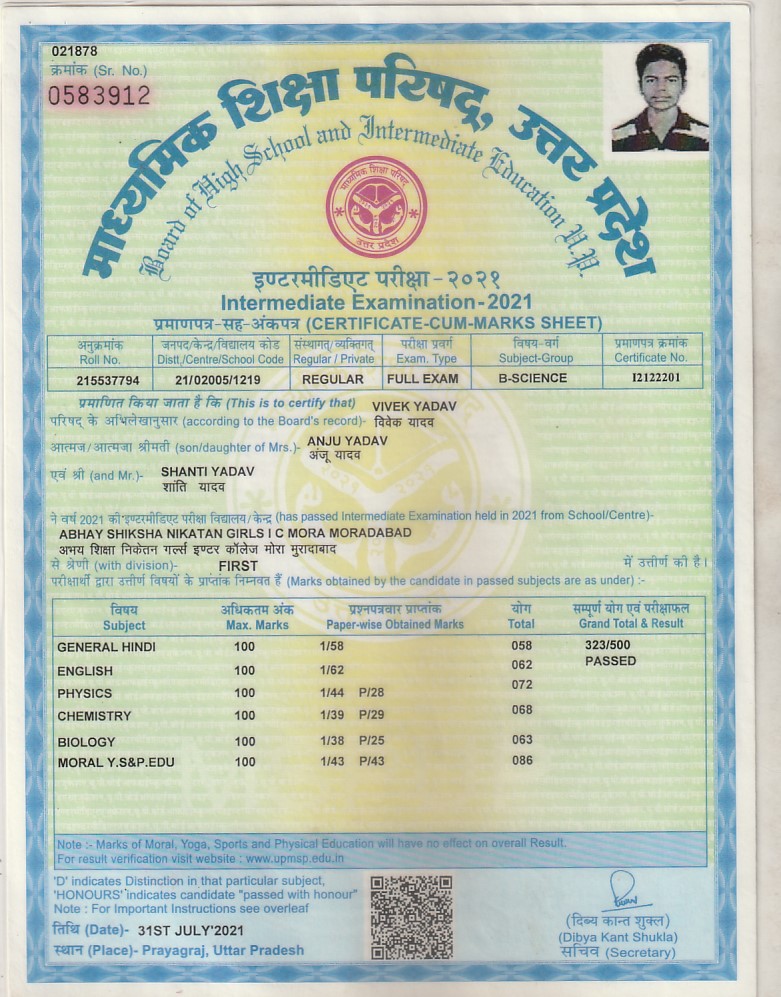 021878
क्रमांक (Sr. No.)
0583912
माध्यमिक शिक्षा परिषद्, उत्तर प्रदेश
Board of High School and Intermediate Education U.P.
माध्यमिक शिक्षा परिषद्
उत्तर प्रदेश
इण्टरमीडिएट परीक्षा-२०२१
Intermediate Examination-2021
प्रमाणपत्र-सह-अंकपत्र (CERTIFICATE-CUM-MARKS SHEET)
अनुक्रमांक जनपद/केन्द्र/विद्यालय कोड संस्थागत/व्यक्तिगत परीक्षा प्रवर्ग विषय-वर्ग प्रमाणपत्र क्रमांक
Roll No. Distt./Centre/School Code Regular / Private Exam. Type Subject-Group Certificate No.
215537794 21/02005/1219 REGULAR FULL EXAM B-SCIENCE 12122201
प्रमाणित किया जाता है कि (This is to certify that) VIVEK YADAV
परिषद् के अभिलेखानुसार (according to the Board's record)- विवेक यादव
आत्मज/आत्मजा श्रीमती (son/daughter of Mrs.)- ANJU YADAV
अंजू यादव
एवं श्री (and Mr.)- SHANTI YADAV
शांति यादव
ने वर्ष 2021 की इण्टरमीडिएट परीक्षा विद्यालय/केन्द्र (has passed Intermediate Examination held in 2021 from School/Centre)-
ABHAY SHIKSHA NIKATAN GIRLS I C MORA MORADABAD
अभय शिक्षा निकेतन गर्ल्स इण्टर कॉलेज मोरा मुरादाबाद
से श्रेणी (with division)- FIRST में उत्तीर्ण की है।
परीक्षार्थी द्वारा उत्तीर्ण विषयों के प्राप्तांक निम्नवत हैं (Marks obtained by the candidate in passed subjects are as under) :-
विषय अधिकतम अंक प्रश्नपत्रवार प्राप्तांक योग सम्पूर्ण योग एवं परीक्षाफल
Subject Max. Marks Paper-wise Obtained Marks Total Grand Total & Result
GENERAL HINDI 100 1/58 058 323/500
PASSED
ENGLISH 100 1/62 062
PHYSICS 100 1/44 P/28 072
CHEMISTRY 100 1/39 P/29 068
BIOLOGY 100 1/38 P/25 063
MORAL Y.S&P.EDU 100 1/43 P/43 086
Note :- Marks of Moral, Yoga, Sports and Physical Education will have no effect on overall Result.
For result verification visit website : www.upmsp.edu.in
'D' indicates Distinction in that particular subject,
'HONOURS' indicates candidate "passed with honour"
Note : For Important Instructions see overleaf
तिथि (Date)- 31ST JULY'2021
स्थान (Place)- Prayagraj, Uttar Pradesh
(दिब्य कान्त शुक्ल)
(Dibya Kant Shukla)
सचिव (Secretary)